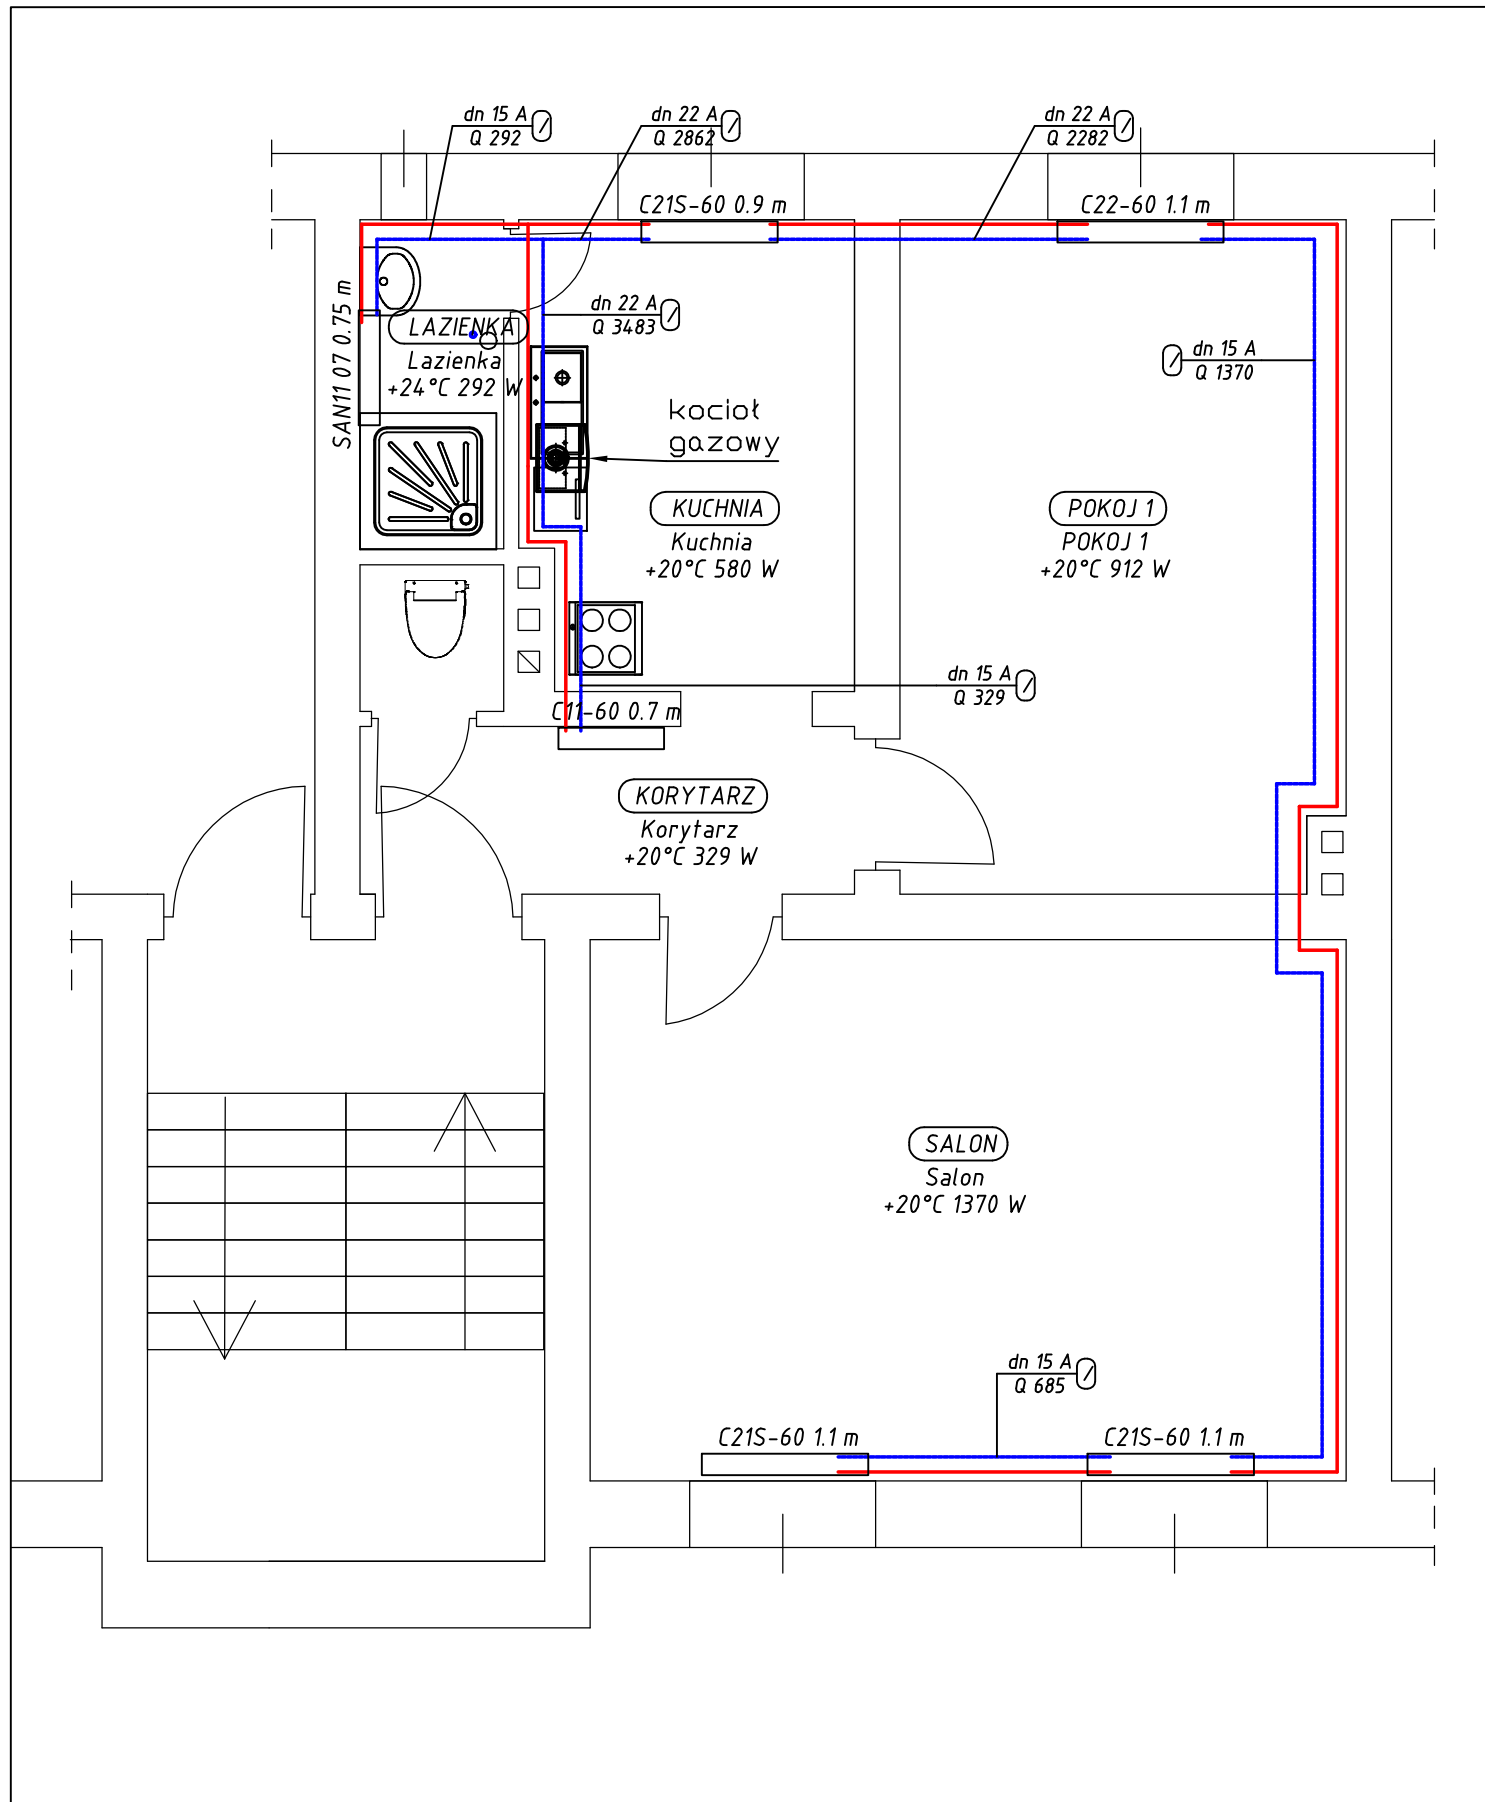 dn 15 A
Q 292
dn 22 A
Q 2862
dn 22 A
Q 2282
C21S-60 0.9 m
C22-60 1.1 m
SAN11 07 0.75 m
LAZIENKA
Lazienka
+24°C 292 W
dn 22 A
Q 3483
dn 15 A
Q 1370
kocioł
gazowy
KUCHNIA
Kuchnia
+20°C 580 W
POKOJ 1
POKOJ 1
+20°C 912 W
dn 15 A
Q 329
C11-60 0.7 m
KORYTARZ
Korytarz
+20°C 329 W
SALON
Salon
+20°C 1370 W
dn 15 A
Q 685
C21S-60 1.1 m
C21S-60 1.1 m